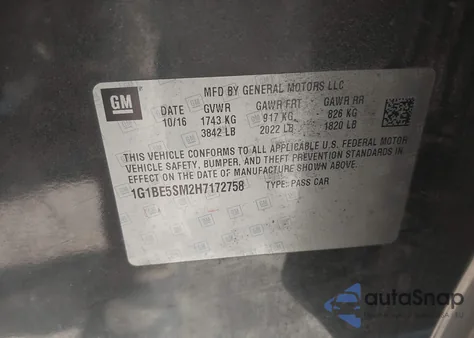 GM
MFD BY GENERAL MOTORS LLC
DATE GVWR GAWR FRT GAWR RR
10/16 1743 KG 917 KG 826 KG
3842 LB 2022 LB 1820 LB
THIS VEHICLE CONFORMS TO ALL APPLICABLE U.S. FEDERAL MOTOR
VEHICLE SAFETY, BUMPER, AND THEFT PREVENTION STANDARDS IN
EFFECT ON THE DATE OF MANUFACTURE SHOWN ABOVE.
1G1BE5SM2H7172758 TYPE: PASS CAR
autoSnap